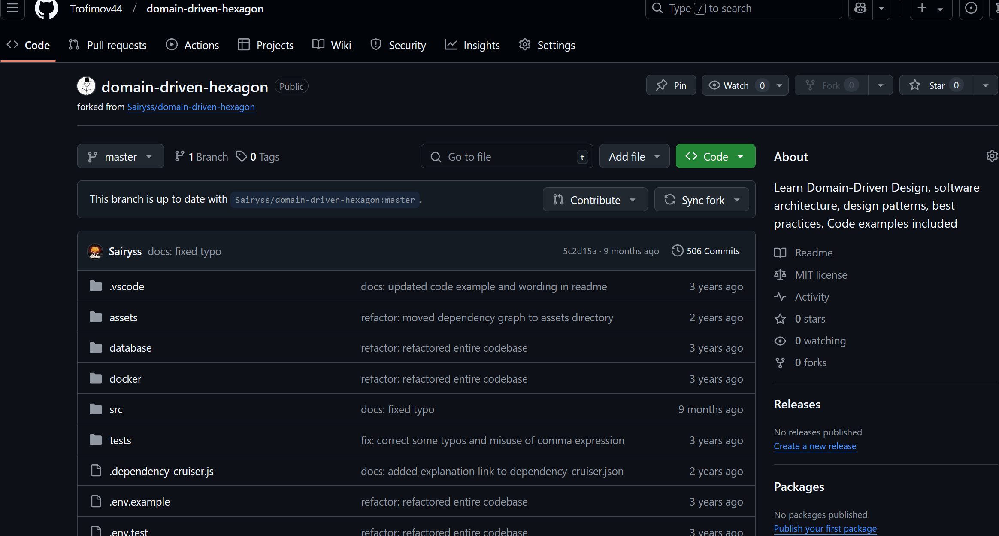 Trofimov44 / domain-driven-hexagon
Type / to search
Code
Pull requests
Actions
Projects
Wiki
Security
Insights
Settings
domain-driven-hexagon Public
forked from Sairyss/domain-driven-hexagon
Pin
Watch 0
Fork 0
Star 0
master
1 Branch
0 Tags
Go to file t
Add file
Code
This branch is up to date with Sairyss/domain-driven-hexagon:master .
Contribute
Sync fork
Sairyss docs: fixed typo 5c2d15a · 9 months ago 506 Commits
.vscode docs: updated code example and wording in readme 3 years ago
assets refactor: moved dependency graph to assets directory 2 years ago
database refactor: refactored entire codebase 3 years ago
docker refactor: refactored entire codebase 3 years ago
src docs: fixed typo 9 months ago
tests fix: correct some typos and misuse of comma expression 3 years ago
.dependency-cruiser.js docs: added explanation link to dependency-cruiser.json 2 years ago
.env.example refactor: refactored entire codebase 3 years ago
.env.test refactor: refactored entire codebase 3 years ago
About
Learn Domain-Driven Design, software
architecture, design patterns, best
practices. Code examples included
Readme
MIT license
Activity
0 stars
0 watching
0 forks
Releases
No releases published
Create a new release
Packages
No packages published
Publish your first package